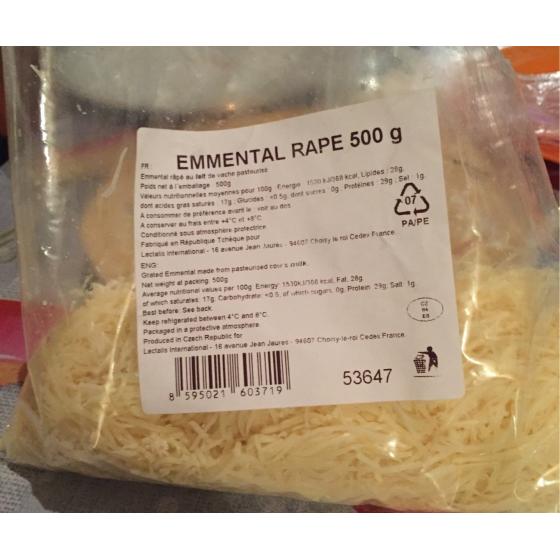 EMMENTAL RAPE 500 g
FR :
Emmental râpé au lait de vache pasteurisé
Poids net à l'emballage : 500g
Valeurs nutritionnelles moyennes pour 100g : Energie : 1530 kJ/368 kcal, Lipides : 28g,
dont acides gras saturés : 17g ; Glucides : <0.5g, dont sucres : 0g, Protéines : 29g ; Sel : 1g.
A consommer de préférence avant le : voir au dos
A conserver au frais entre +4°C et +8°C
Conditionné sous atmosphère protectrice
Fabriqué en République Tchèque pour
Lactalis International - 16 avenue Jean Jaures - 94607 Choisy le roi Cedex France
07
PA/PE
ENG:
Grated Emmental made from pasteurised cow s milk.
Net weight at packing: 500g
Average nutritional values per 100g: Energy: 1530kJ/368 kcal, Fat: 28g,
of which saturates: 17g, Carbohydrate: <0.5, of which sugars: 0g, Protein: 29g; Salt: 1g
Best before: See back.
Keep refrigerated between 4°C and 8°C.
Packaged in a protective atmosphere.
Produced in Czech Republic for
Lactalis International - 16 avenue Jean Jaures - 94607 Choisy-le-roi Cedex France.
CZ
8 595021 603719
53647